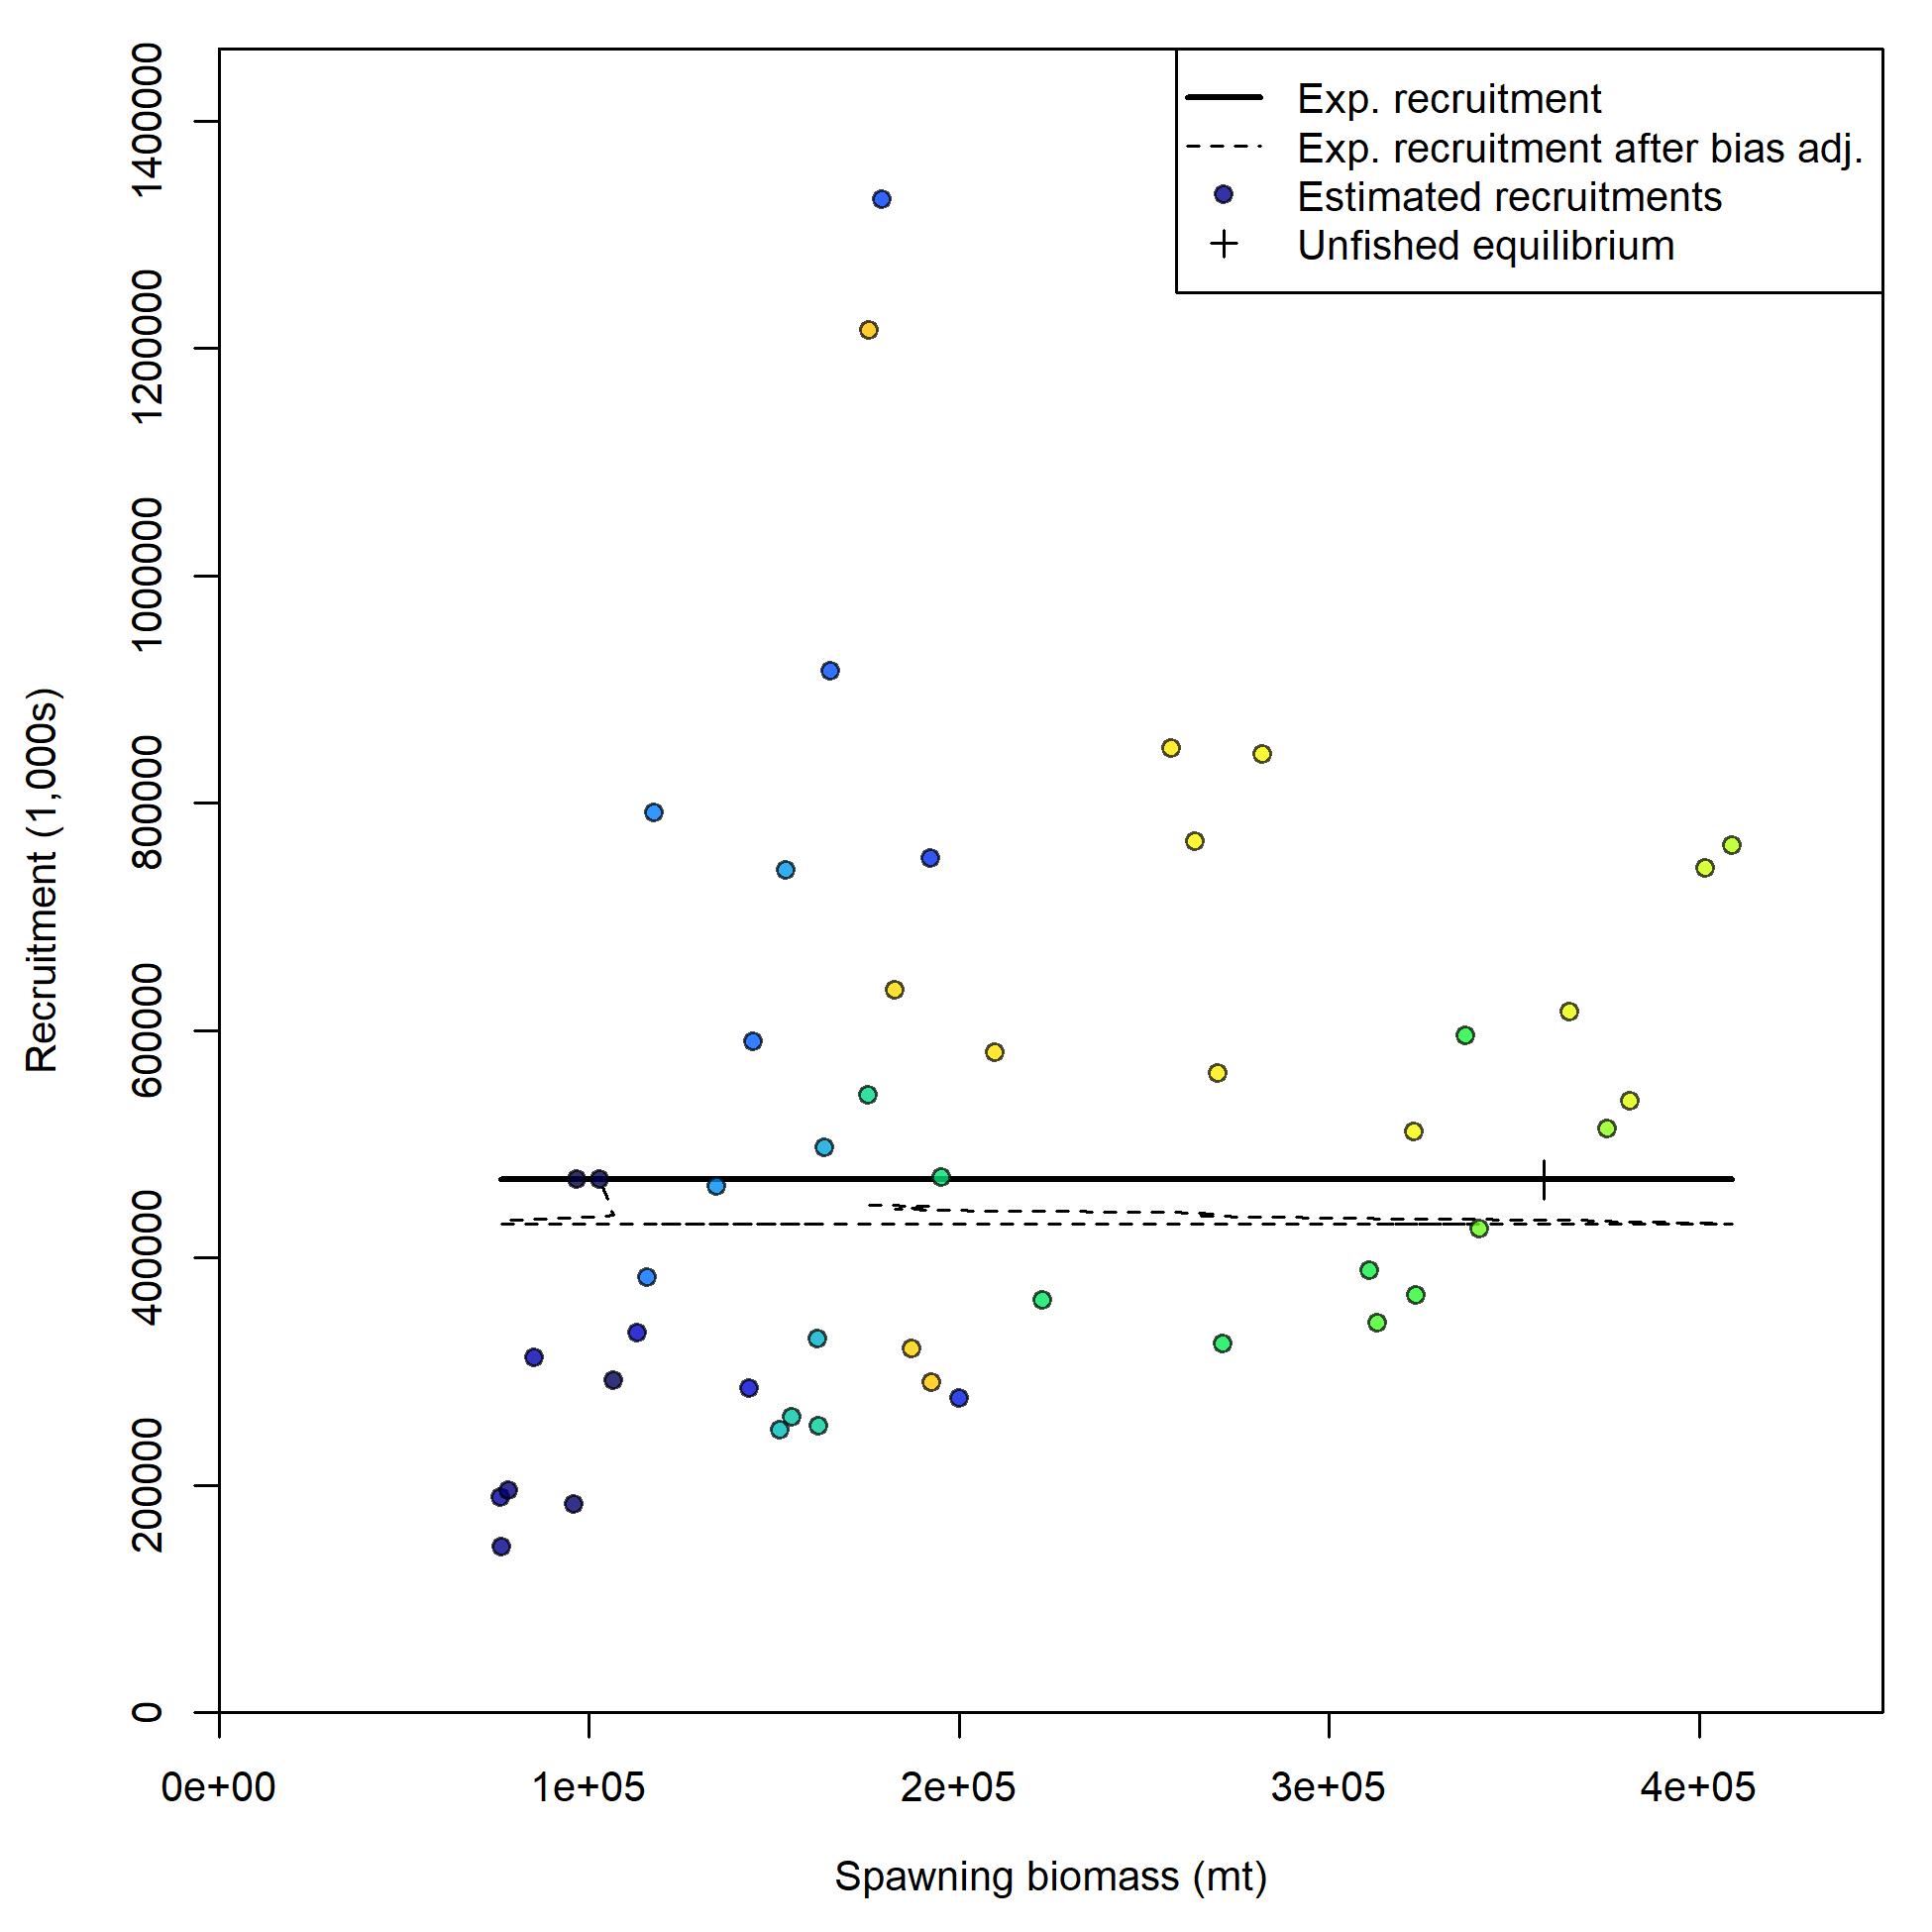 Exp. recruitment
Exp. recruitment after bias adj.
Estimated recruitments
Unfished equilibrium
Recruitment (1,000s)
1400000
1200000
1000000
800000
600000
400000
200000
0
0e+00
1e+05
2e+05
3e+05
4e+05
Spawning biomass (mt)